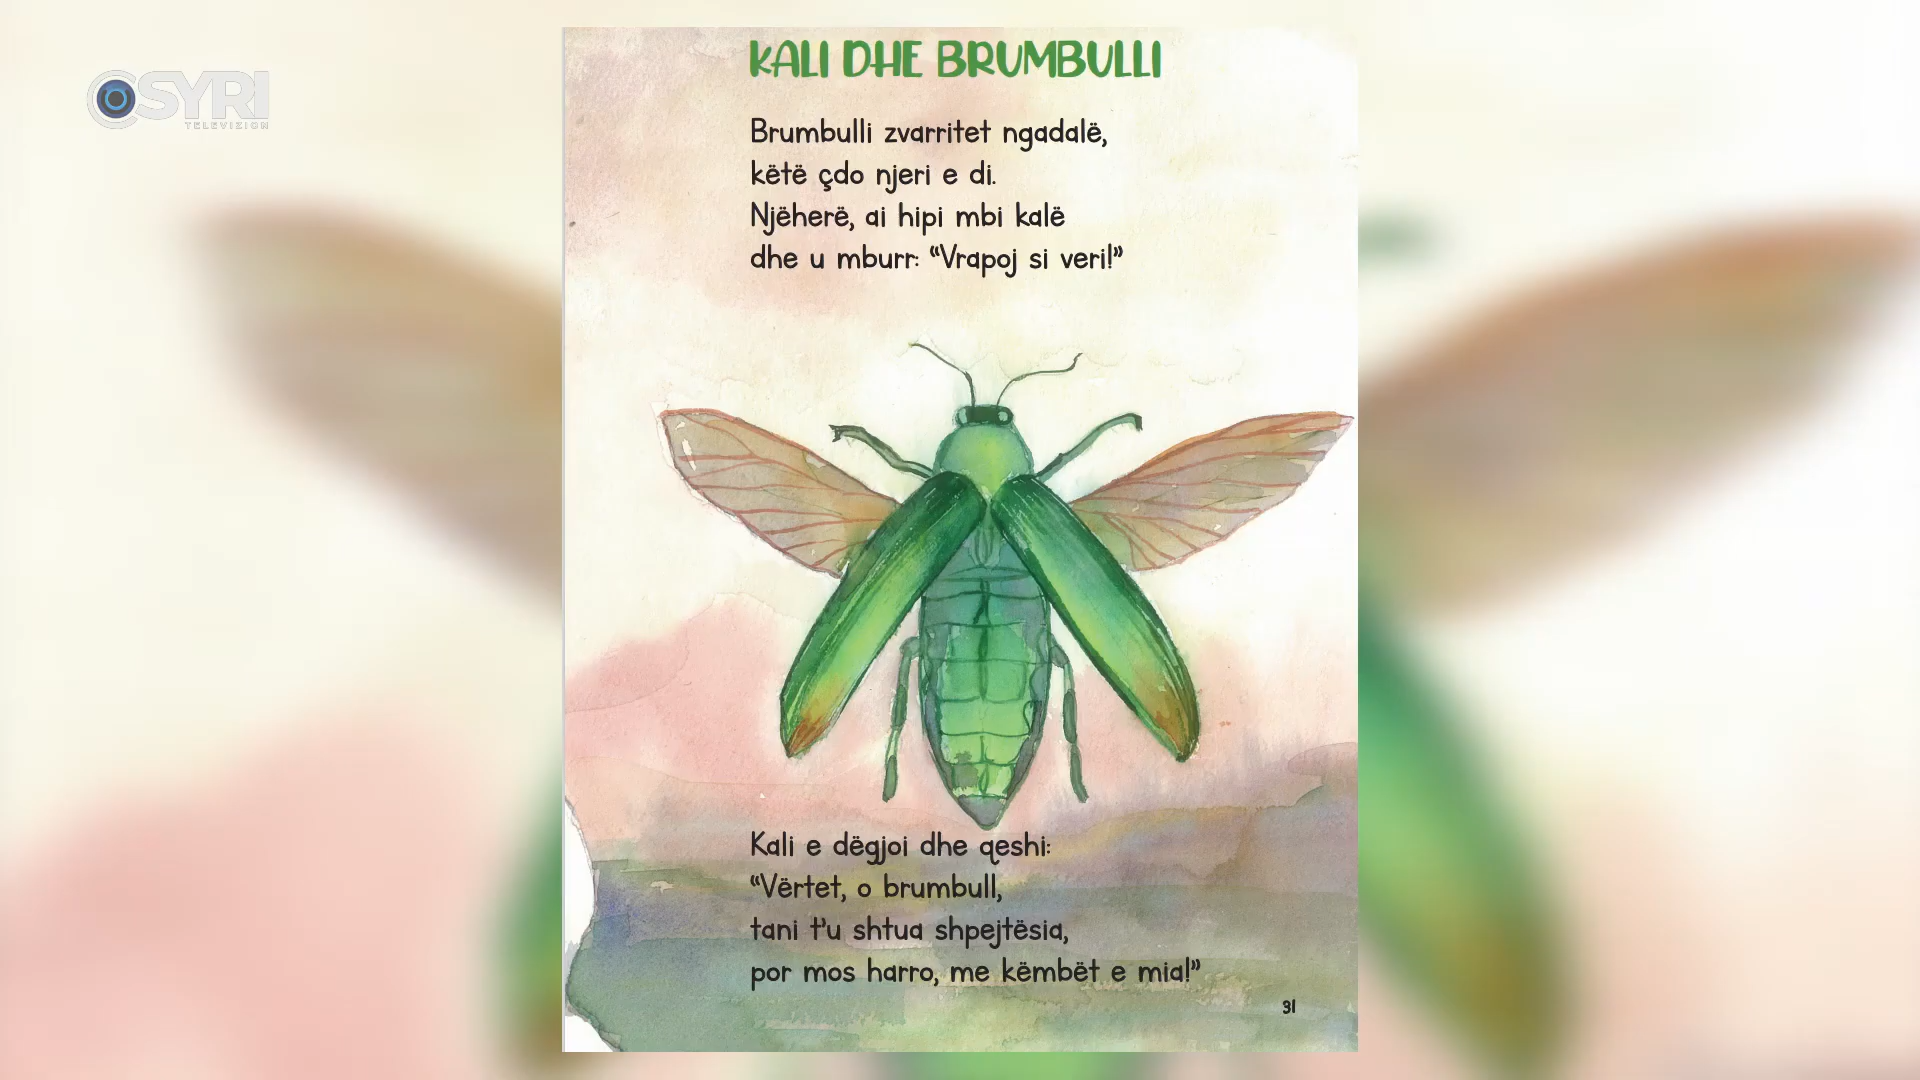 SYRI
TELEVIZION
KALI DHE BRUMBULLI
Brumbulli zvarritet ngadalë,
këtë çdo njeri e di.
Njëherë, ai hipi mbi kalë
dhe u mburr: “Vrapoj si veri!”
Kali e dëgjoi dhe qeshi:
“Vërtet, o brumbull,
tani t’u shtua shpejtësia,
por mos harro, me këmbët e mia!”
31